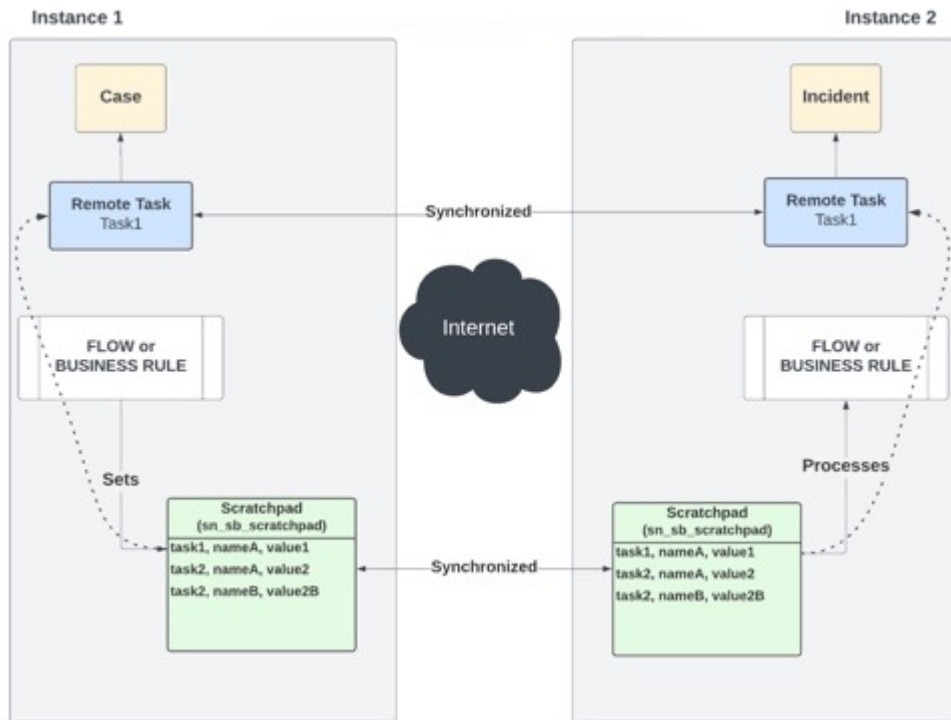 Instance 1
Instance 2
Case
Incident
Remote Task
Task1
Synchronized
Remote Task
Task1
Internet
FLOW or
BUSINESS RULE
FLOW or
BUSINESS RULE
Sets
Processes
Scratchpad
(sn_sb_scratchpad)
task1, nameA, value1
task2, nameA, value2
task2, nameB, value2B
Synchronized
Scratchpad
(sn_sb_scratchpad)
task1, nameA, value1
task2, nameA, value2
task2, nameB, value2B